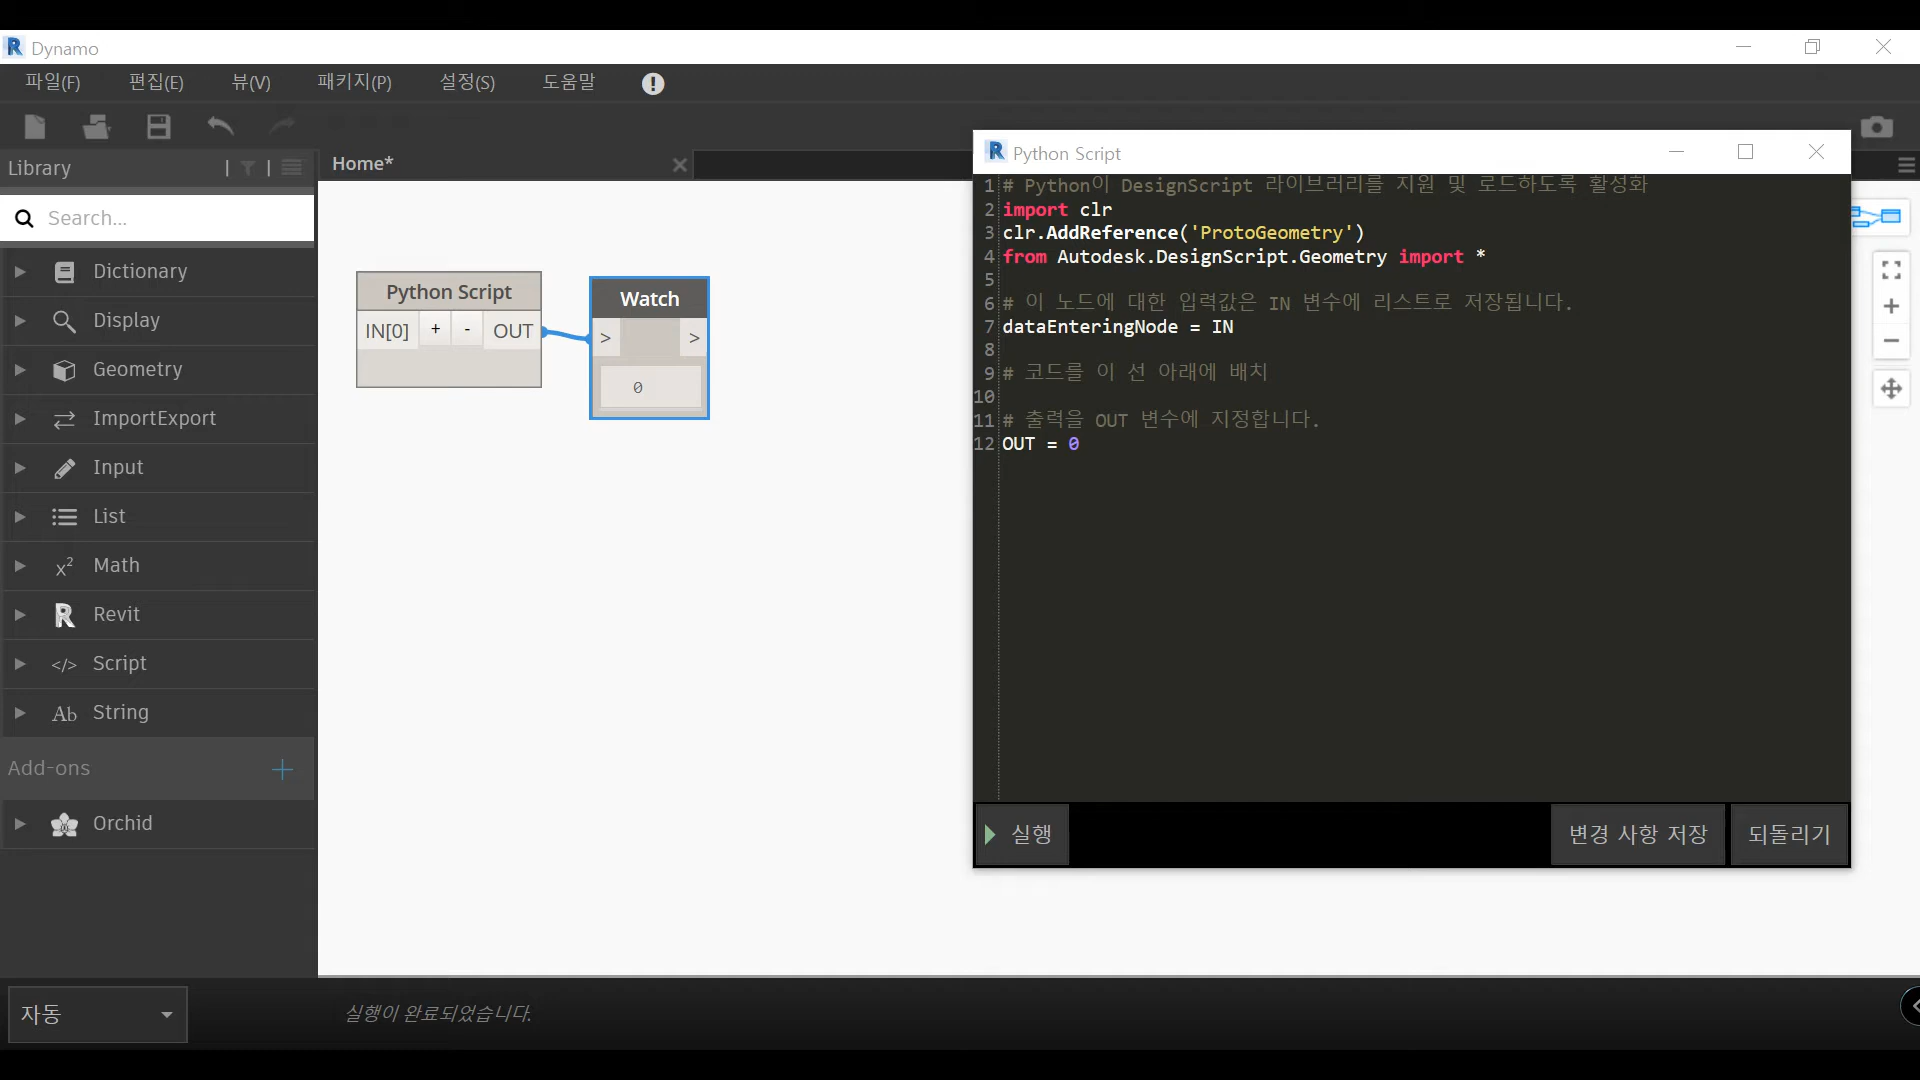 Dynamo
파일(F) 편집(E) 뷰(V) 패키지(P) 설정(S) 도움말
Library
Home*
Search...
Dictionary
Display
Geometry
ImportExport
Input
List
Math
Revit
Script
Ab String
Add-ons
Orchid
Python Script
IN[0] + - OUT
Watch
> >
0
Python Script
1 # Python이 DesignScript 라이브러리를 지원 및 로드하도록 활성화
2 import clr
3 clr.AddReference('ProtoGeometry')
4 from Autodesk.DesignScript.Geometry import *
5
6 # 이 노드에 대한 입력값은 IN 변수에 리스트로 저장됩니다.
7 dataEnteringNode = IN
8
9 # 코드를 이 선 아래에 배치
10
11 # 출력을 OUT 변수에 지정합니다.
12 OUT = 0
실행
변경 사항 저장
되돌리기
자동
실행이 완료되었습니다.